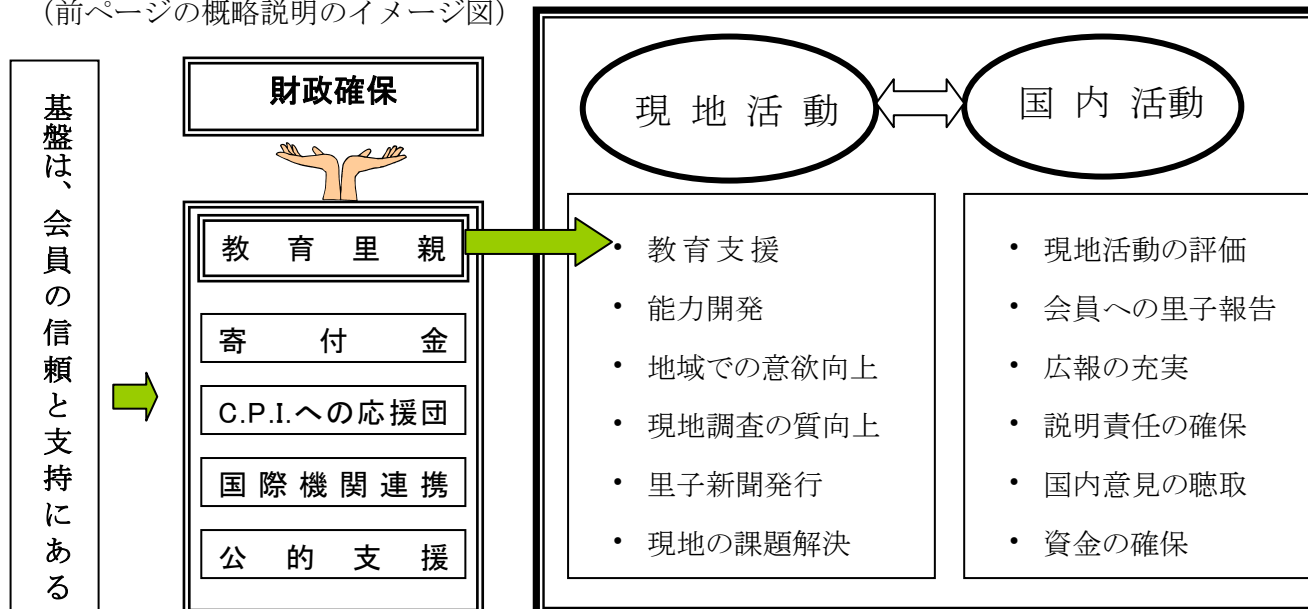 （前ページの概略説明のイメージ図）
基盤は、会員の信頼と支持にある
財政確保
教育里親
寄付金
C.P.I.への応援団
国際機関連携
公的支援
現地活動
・教育支援
・能力開発
・地域での意欲向上
・現地調査の質向上
・里子新聞発行
・現地の課題解決
国内活動
・現地活動の評価
・会員への里子報告
・広報の充実
・説明責任の確保
・国内意見の聴取
・資金の確保